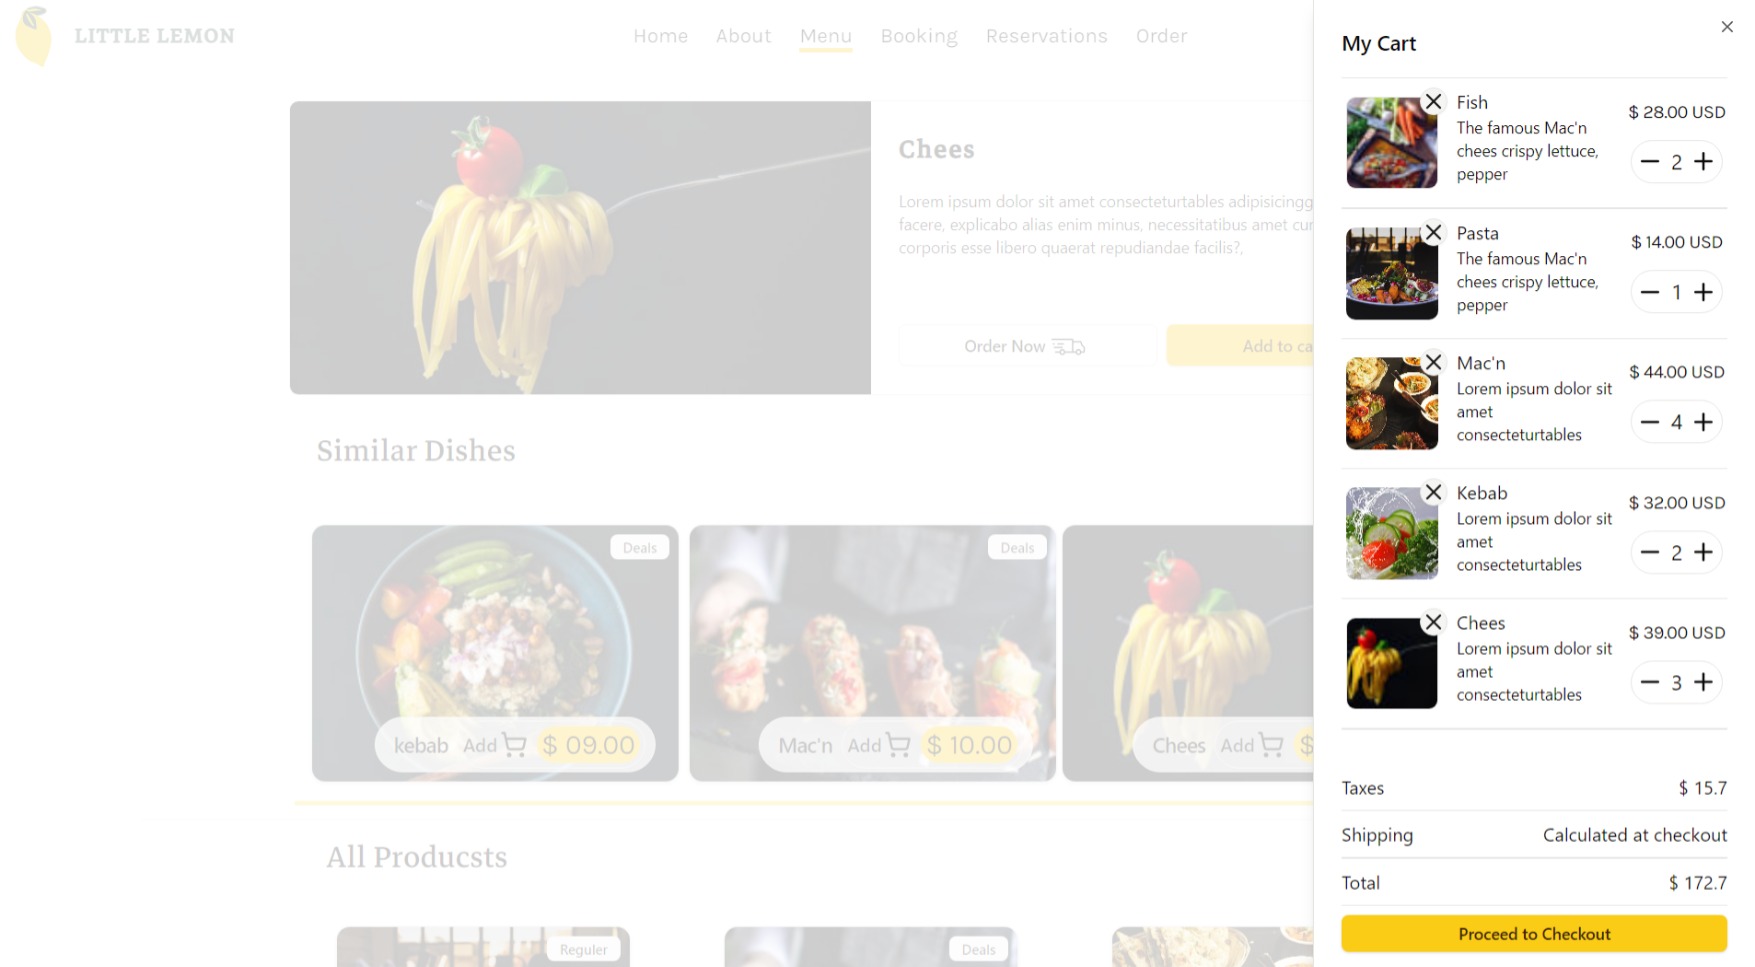 LITTLE LEMON
Home About Menu Booking Reservations Order
Chees
Lorem ipsum dolor sit amet consecteturtables adipisicingg
facere, explicabo alias enim minus, necessitatibus amet cur
corporis esse libero quaerat repudiandae facilis?,
Order Now
Add to ca
Similar Dishes
Deals
kebab Add $ 09.00
Deals
Mac'n Add $ 10.00
Chees Add $
All Producsts
Reguler
Deals
My Cart
Fish
The famous Mac'n
chees crispy lettuce,
pepper
$ 28.00 USD
2
Pasta
The famous Mac'n
chees crispy lettuce,
pepper
$ 14.00 USD
1
Mac'n
Lorem ipsum dolor sit
amet
consecteturtables
$ 44.00 USD
4
Kebab
Lorem ipsum dolor sit
amet
consecteturtables
$ 32.00 USD
2
Chees
Lorem ipsum dolor sit
amet
consecteturtables
$ 39.00 USD
3
Taxes $ 15.7
Shipping Calculated at checkout
Total $ 172.7
Proceed to Checkout